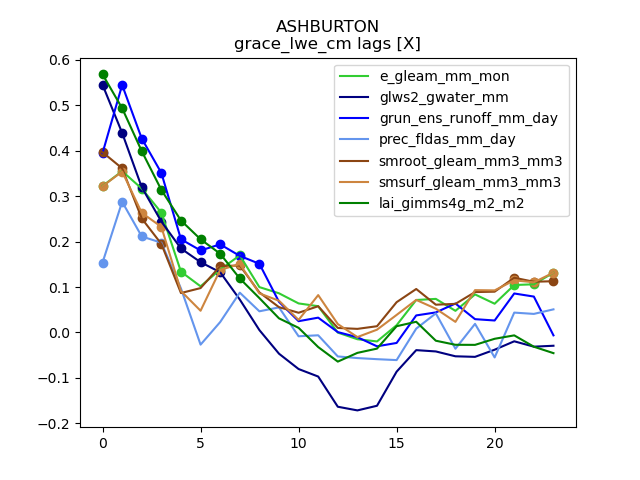 ASHBURTON
grace_lwe_cm lags [X]
e_gleam_mm_mon
glws2_gwater_mm
grun_ens_runoff_mm_day
prec_fldas_mm_day
smroot_gleam_mm3_mm3
smsurf_gleam_mm3_mm3
lai_gimms4g_m2_m2
0.6
0.5
0.4
0.3
0.2
0.1
0.0
−0.1
−0.2
0 5 10 15 20